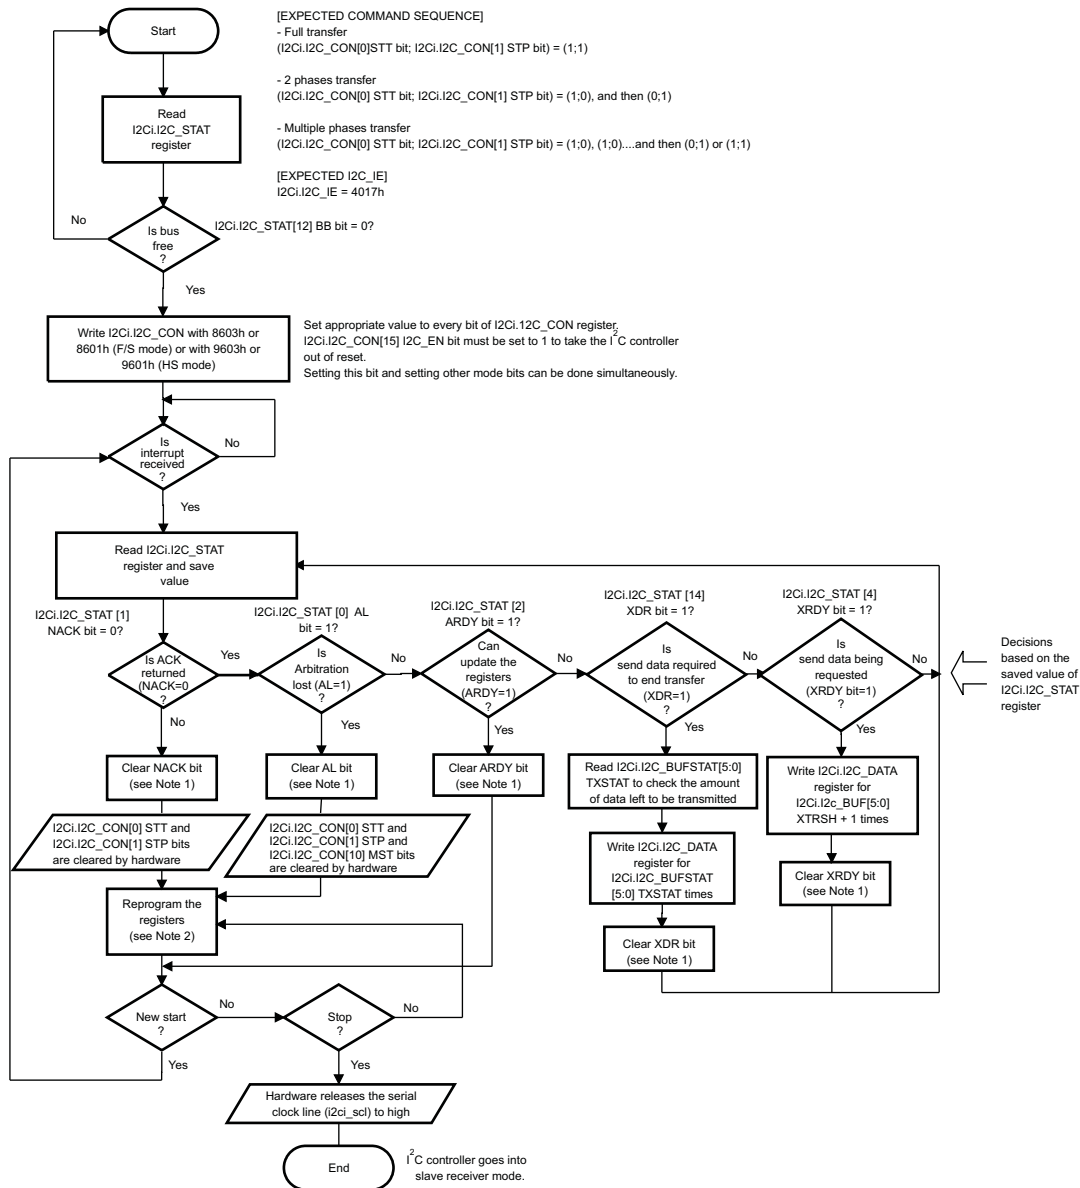 Start
[EXPECTED COMMAND SEQUENCE]
- Full transfer
(I2Ci.I2C_CON[0]STT bit; I2Ci.I2C_CON[1] STP bit) = (1;1)
- 2 phases transfer
(I2Ci.I2C_CON[0] STT bit; I2Ci.I2C_CON[1] STP bit) = (1;0), and then (0;1)
- Multiple phases transfer
(I2Ci.I2C_CON[0] STT bit; I2Ci.I2C_CON[1] STP bit) = (1;0), (1;0)....and then (0;1) or (1;1)
[EXPECTED I2C_IE]
I2Ci.I2C_IE = 4017h
Read
I2Ci.I2C_STAT
register
No
Is bus
free
?
I2Ci.I2C_STAT[12] BB bit = 0?
Yes
Write I2Ci.I2C_CON with 8603h or
8601h (F/S mode) or with 9603h or
9601h (HS mode)
Set appropriate value to every bit of I2Ci.12C_CON register.
I2Ci.I2C_CON[15] I2C_EN bit must be set to 1 to take the I2C controller
out of reset.
Setting this bit and setting other mode bits can be done simultaneously.
Is
interrupt
received
?
No
Yes
Read I2Ci.I2C_STAT
register and save
value
I2Ci.I2C_STAT [1]
NACK bit = 0?
I2Ci.I2C_STAT [0] AL
bit = 1?
I2Ci.I2C_STAT [2]
ARDY bit = 1?
I2Ci.I2C_STAT [14]
XDR bit = 1?
I2Ci.I2C_STAT [4]
XRDY bit = 1?
Is ACK
returned
(NACK=0
?
Yes
No
Is
Arbitration
lost (AL=1)
?
No
Yes
Can
update the
registers
(ARDY=1)
?
No
Yes
Is
send data required
to end transfer
(XDR=1)
?
No
Yes
Is
send data being
requested
(XRDY bit=1)
?
No
Yes
Decisions
based on the
saved value of
I2Ci.I2C_STAT
register
Clear NACK bit
(see Note 1)
Clear AL bit
(see Note 1)
Clear ARDY bit
(see Note 1)
Read I2Ci.I2C_BUFSTAT[5:0]
TXSTAT to check the amount
of data left to be transmitted
Write I2Ci.I2C_DATA
register for
I2Ci.I2c_BUF[5:0]
XTRSH + 1 times
I2Ci.I2C_CON[0] STT and
I2Ci.I2C_CON[1] STP bits
are cleared by hardware
I2Ci.I2C_CON[0] STT and
I2Ci.I2C_CON[1] STP and
I2Ci.I2C_CON[10] MST bits
are cleared by hardware
Write I2Ci.I2C_DATA
register for
I2Ci.I2C_BUFSTAT
[5:0] TXSTAT times
Clear XRDY bit
(see Note 1)
Reprogram the
registers
(see Note 2)
Clear XDR bit
(see Note 1)
New start
?
No
Yes
Stop
?
No
Yes
Hardware releases the serial
clock line (i2ci_scl) to high
End
I2C controller goes into
slave receiver mode.